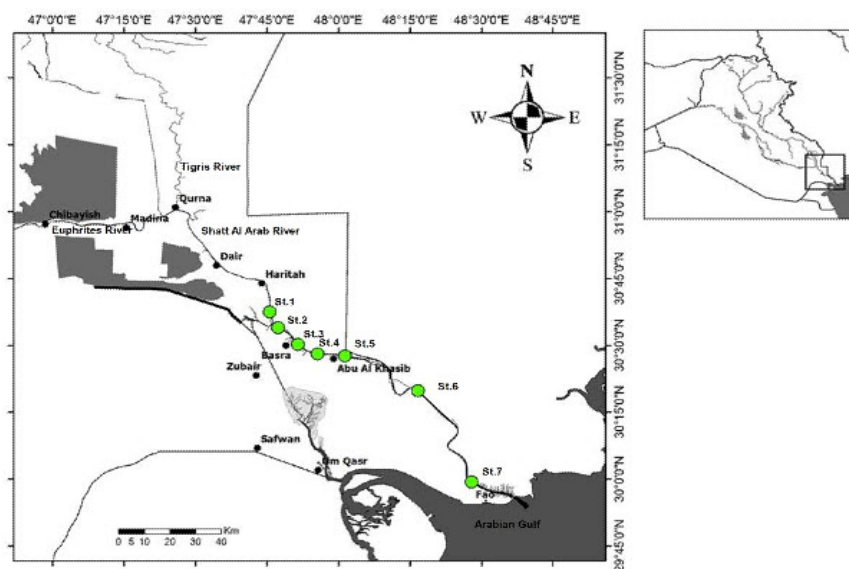 47°0'0"E 47°15'0"E 47°30'0"E 47°45'0"E 48°0'0"E 48°15'0"E 48°30'0"E 48°45'0"E
N
W E
S
31°30'0"N
31°15'0"N
31°0'0"N
30°45'0"N
30°30'0"N
30°15'0"N
30°0'0"N
29°45'0"N
Tigris River
Qurna
Chibayish
Madina
Euphrites River
Shatt Al Arab River
Dair
Haritah
St.1
St.2
St.3
St.4
St.5
Basra
Abu Al Khasib
Zubair
St.6
Safwan
Um Qasr
St.7
Fao
Arabian Gulf
Km
0 5 10 20 30 40